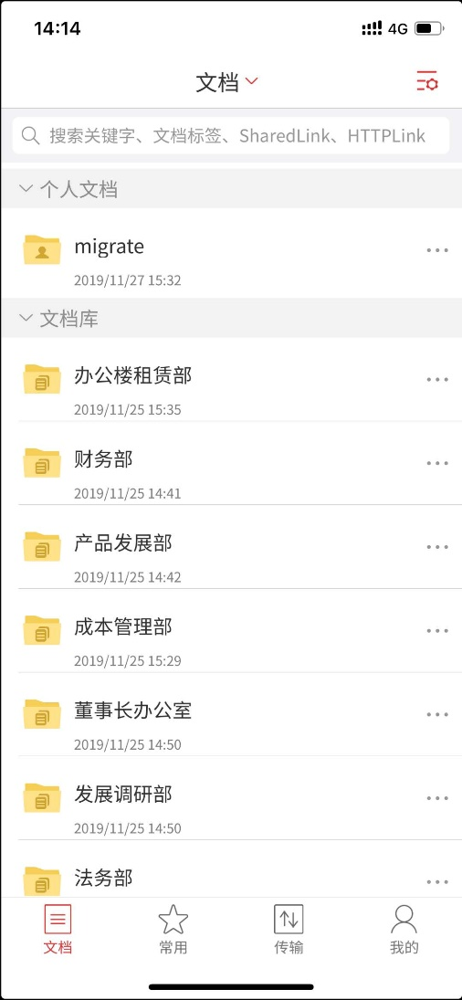 14:14
4G
文档
搜索关键字、文档标签、SharedLink、HTTPLink
个人文档
migrate
2019/11/27 15:32
文档库
办公楼租赁部
2019/11/25 15:35
财务部
2019/11/25 14:41
产品发展部
2019/11/25 14:42
成本管理部
2019/11/25 15:29
董事长办公室
2019/11/25 14:50
发展调研部
2019/11/25 14:50
法务部
文档
常用
传输
我的